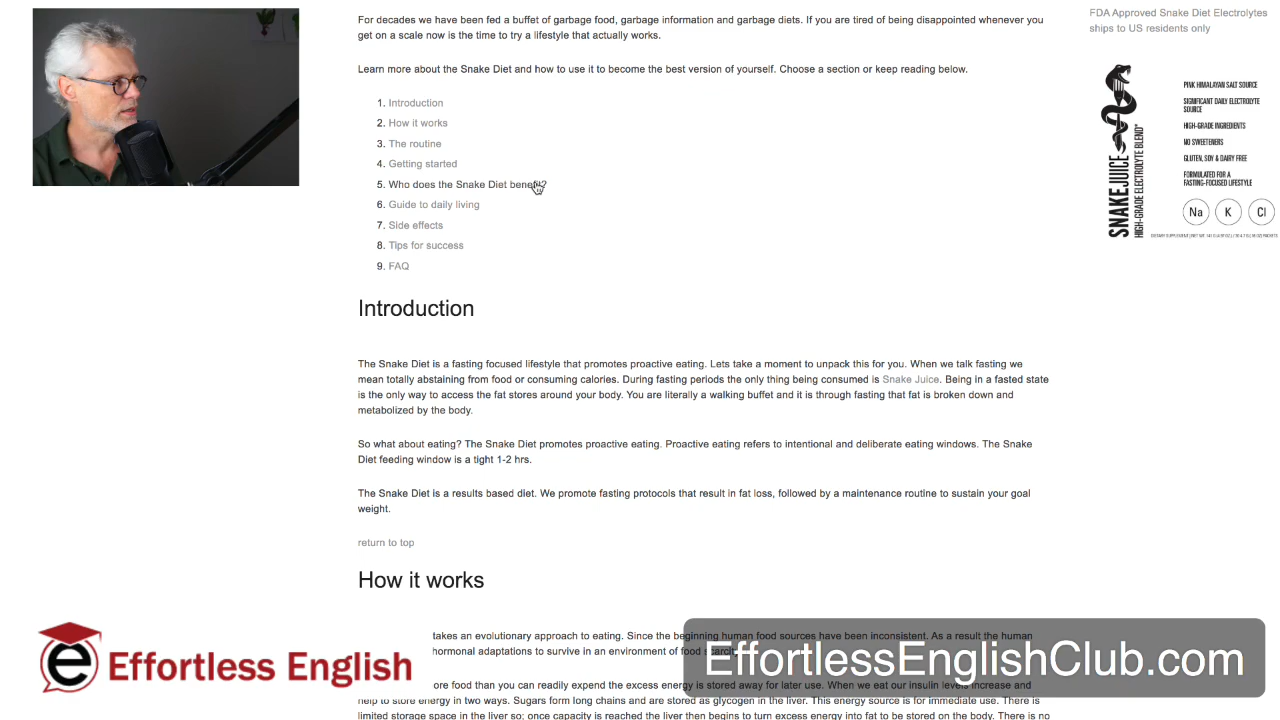 For decades we have been fed a buffet of garbage food, garbage information and garbage diets. If you are tired of being disappointed whenever you
get on a scale now is the time to try a lifestyle that actually works.
Learn more about the Snake Diet and how to use it to become the best version of yourself. Choose a section or keep reading below.
1. Introduction
2. How it works
3. The routine
4. Getting started
5. Who does the Snake Diet benefit?
6. Guide to daily living
7. Side effects
8. Tips for success
9. FAQ
Introduction
The Snake Diet is a fasting focused lifestyle that promotes proactive eating. Lets take a moment to unpack this for you. When we talk fasting we
mean totally abstaining from food or consuming calories. During fasting periods the only thing being consumed is Snake Juice. Being in a fasted state
is the only way to access the fat stores around your body. You are literally a walking buffet and it is through fasting that fat is broken down and
metabolized by the body.
So what about eating? The Snake Diet promotes proactive eating. Proactive eating refers to intentional and deliberate eating windows. The Snake
Diet feeding window is a tight 1-2 hrs.
The Snake Diet is a results based diet. We promote fasting protocols that result in fat loss, followed by a maintenance routine to sustain your goal
weight.
return to top
How it works
takes an evolutionary approach to eating. Since the beginning human food sources have been inconsistent. As a result the human
hormonal adaptations to survive in an environment of food scarcity
ore food than you can readily expend the excess energy is stored away for later use. When we eat our insulin levels increase and
help to store energy in two ways. Sugars form long chains and are stored as glycogen in the liver. This energy source is for immediate use. There is
limited storage space in the liver so; once capacity is reached the liver then begins to turn excess energy into fat to be stored on the body. There is no
FDA Approved Snake Diet Electrolytes
ships to US residents only
SNAKEJUICE
HIGH-GRADE ELECTROLYTE BLEND
PINK HIMALAYAN SALT SOURCE
SIGNIFICANT DAILY ELECTROLYTE
SOURCE
HIGH-GRADE INGREDIENTS
NO SWEETENERS
GLUTEN, SOY & DAIRY FREE
FORMULATED FOR A
FASTING-FOCUSED LIFESTYLE
Na K Cl
e Effortless English
EffortlessEnglishClub.com